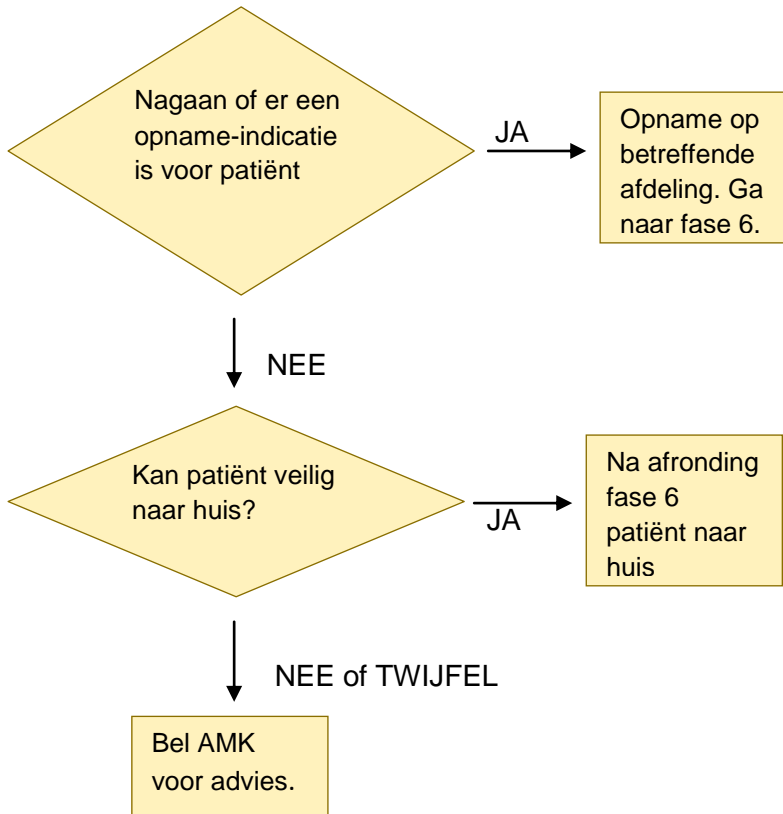 Nagaan of er een
opname-indicatie
is voor patiënt
JA
Opname op
betreffende
afdeling. Ga
naar fase 6.
NEE
Kan patiënt veilig
naar huis?
JA
Na afronding
fase 6
patiënt naar
huis
NEE of TWIJFEL
Bel AMK
voor advies.